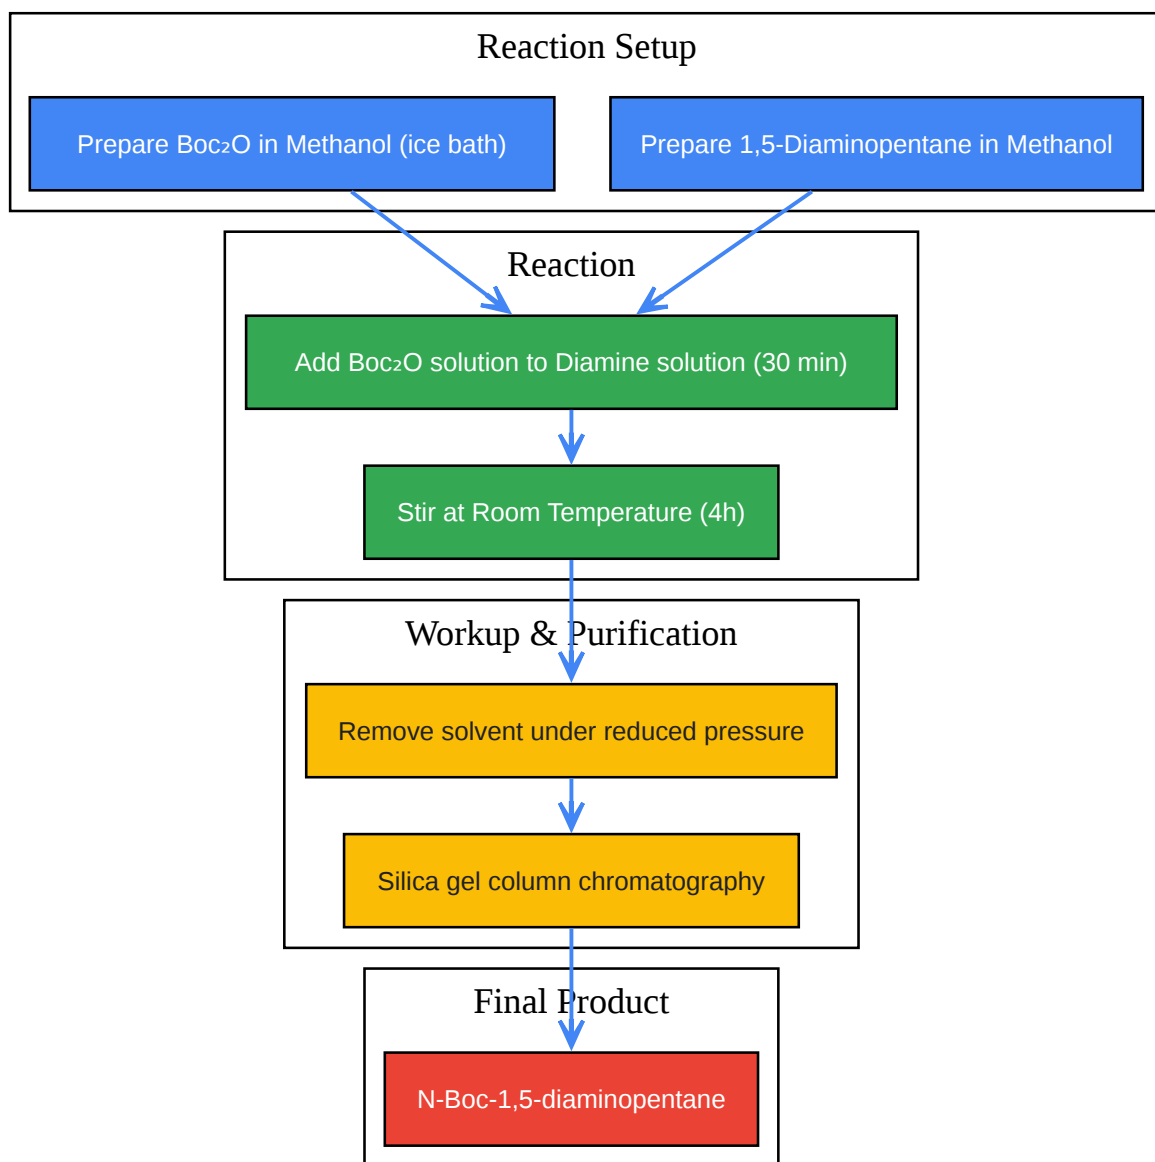 Reaction Setup
Prepare Boc₂O in Methanol (ice bath)
Prepare 1,5-Diaminopentane in Methanol
Reaction
Add Boc₂O solution to Diamine solution (30 min)
Stir at Room Temperature (4h)
Workup & Purification
Remove solvent under reduced pressure
Silica gel column chromatography
Final Product
N-Boc-1,5-diaminopentane